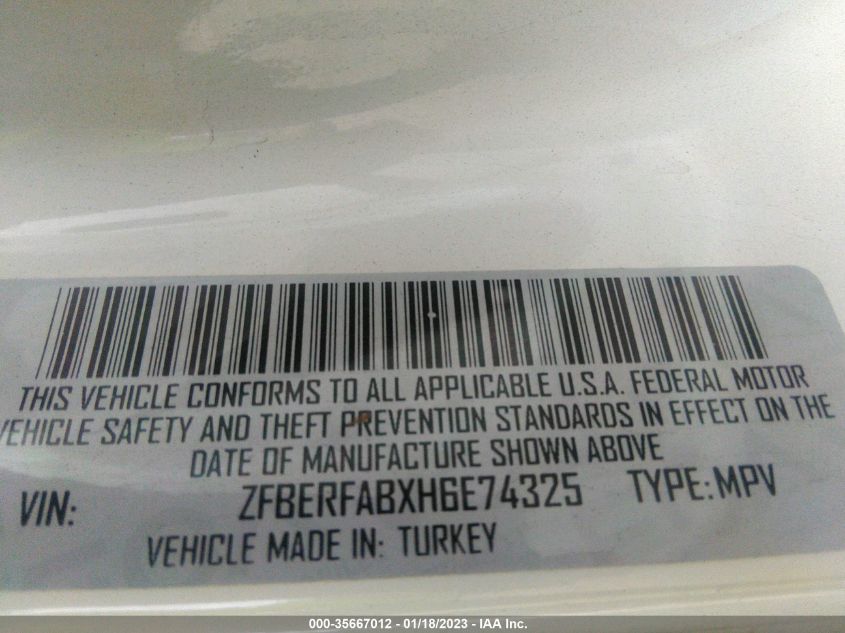 THIS VEHICLE CONFORMS TO ALL APPLICABLE U.S.A. FEDERAL MOTOR
VEHICLE SAFETY AND THEFT PREVENTION STANDARDS IN EFFECT ON THE
DATE OF MANUFACTURE SHOWN ABOVE
VIN: ZFBERFABXH6E74325 TYPE: MPV
VEHICLE MADE IN: TURKEY
000-35667012 - 01/18/2023 - IAA Inc.